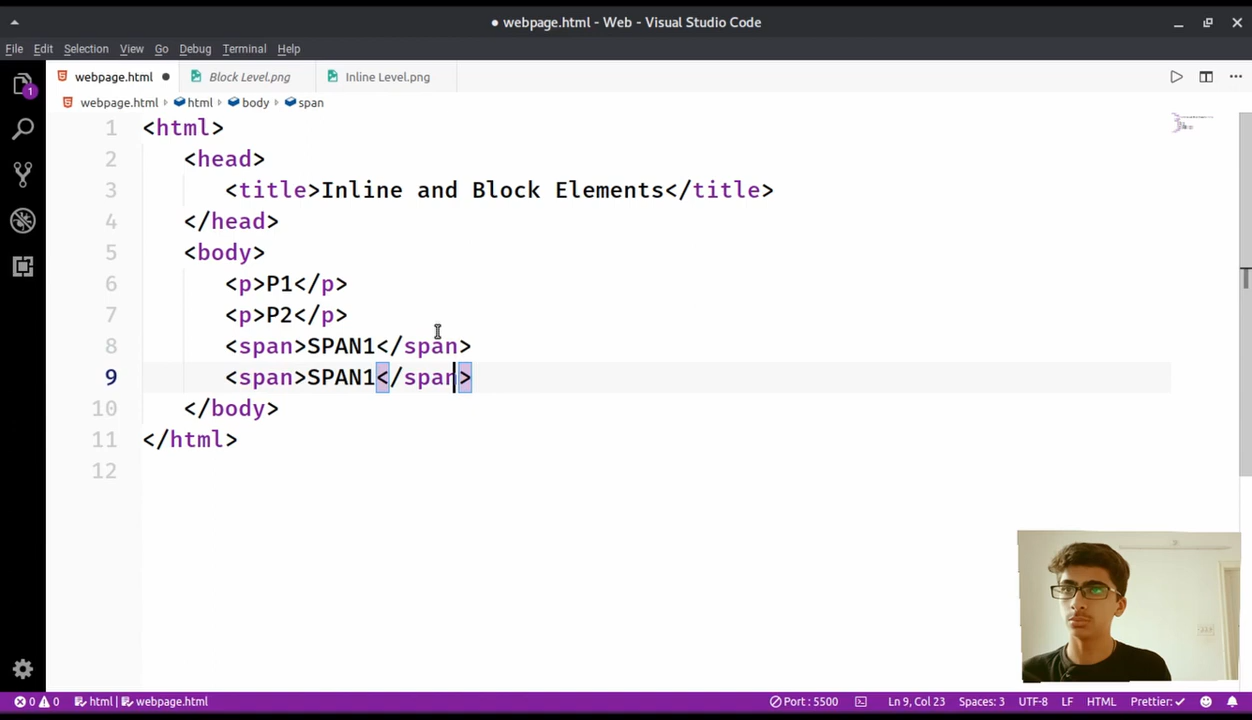 ● webpage.html - Web - Visual Studio Code
File Edit Selection View Go Debug Terminal Help
webpage.html ● Block Level.png Inline Level.png
webpage.html › html › body › span
1 <html>
2 <head>
3 <title>Inline and Block Elements</title>
4 </head>
5 <body>
6 <p>P1</p>
7 <p>P2</p>
8 <span>SPAN1</span>
9 <span>SPAN1</span>
10 </body>
11 </html>
12
1
0 0 html | webpage.html Port : 5500 Ln 9, Col 23 Spaces: 3 UTF-8 LF HTML Prettier: ✓